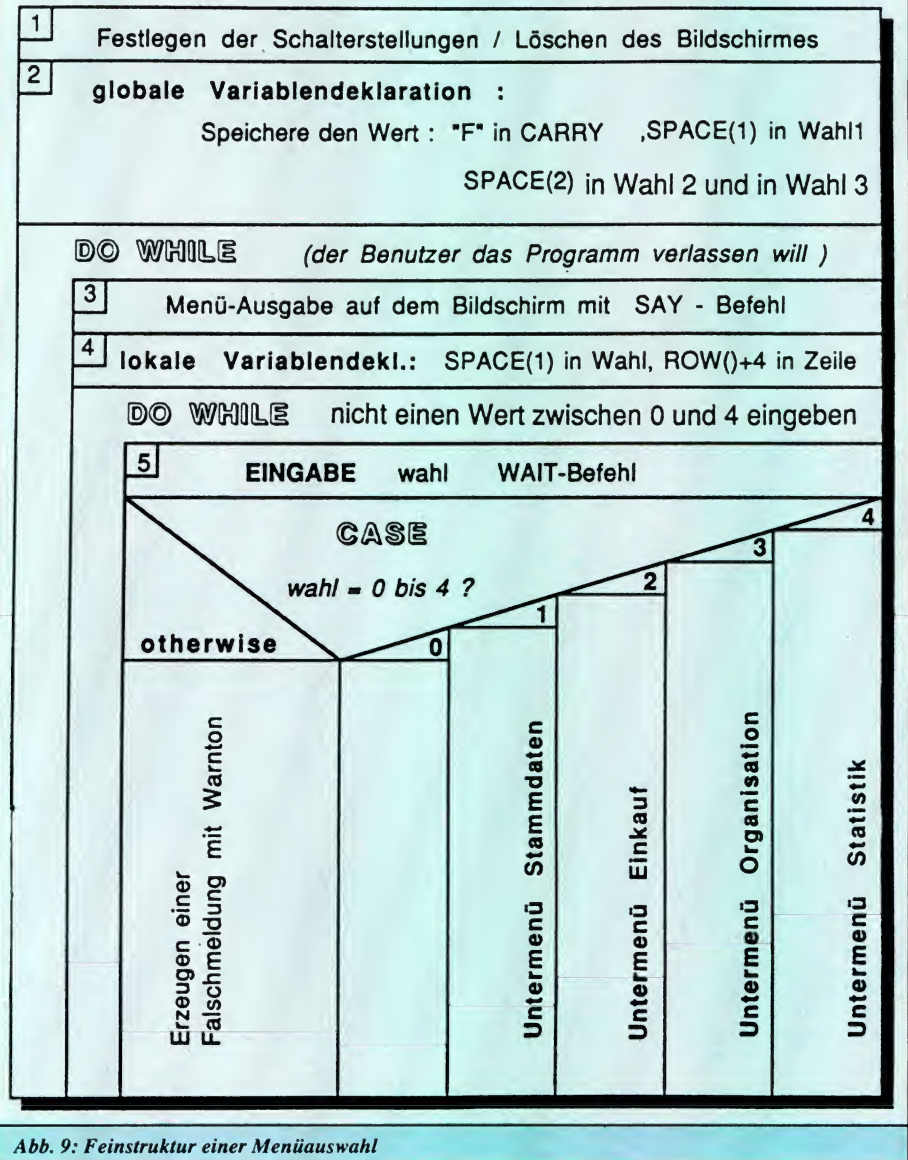 1
Festlegen der Schalterstellungen / Löschen des Bildschirmes
2
globale Variablendeklaration :
Speichere den Wert : "F" in CARRY ,SPACE(1) in Wahl1
SPACE(2) in Wahl 2 und in Wahl 3
DO WHILE (der Benutzer das Programm verlassen will )
3
Menü-Ausgabe auf dem Bildschirm mit SAY - Befehl
4
lokale Variablendekl.: SPACE(1) in Wahl, ROW()+4 in Zeile
DO WHILE nicht einen Wert zwischen 0 und 4 eingeben
5
EINGABE wahl WAIT-Befehl
CASE
wahl = 0 bis 4 ?
otherwise
0
1
2
3
4
Erzeugen einer
Falschmeldung mit Warnton
Untermenü Stammdaten
Untermenü Einkauf
Untermenü Organisation
Untermenü Statistik
Abb. 9: Feinstruktur einer Menüauswahl